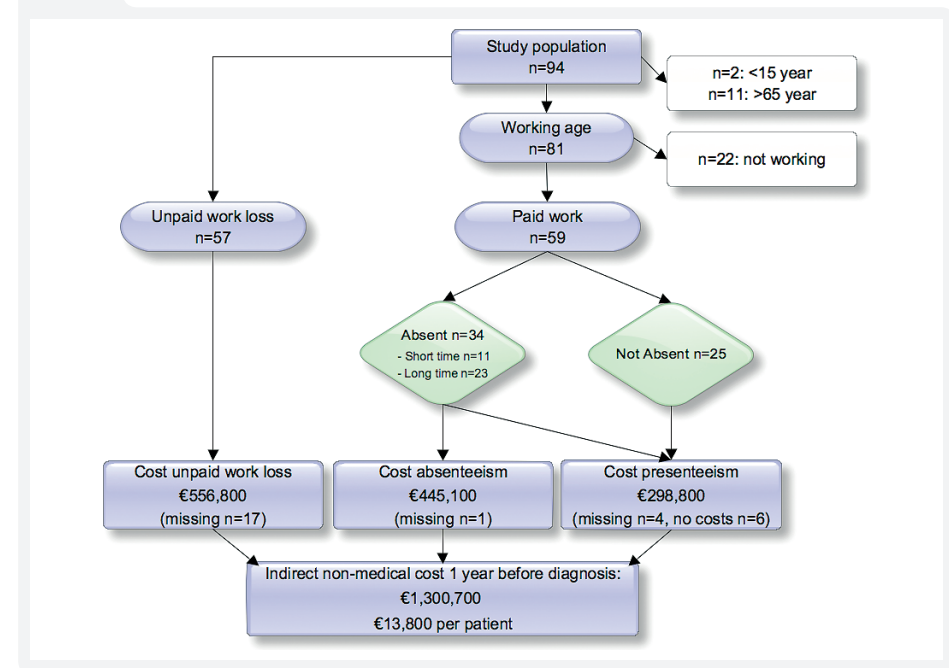 Study population
n=94
n=2: <15 year
n=11: >65 year
Working age
n=81
n=22: not working
Unpaid work loss
n=57
Paid work
n=59
Absent n=34
- Short time n=11
- Long time n=23
Not Absent n=25
Cost unpaid work loss
€556,800
(missing n=17)
Cost absenteeism
€445,100
(missing n=1)
Cost presenteeism
€298,800
(missing n=4, no costs n=6)
Indirect non-medical cost 1 year before diagnosis:
€1,300,700
€13,800 per patient